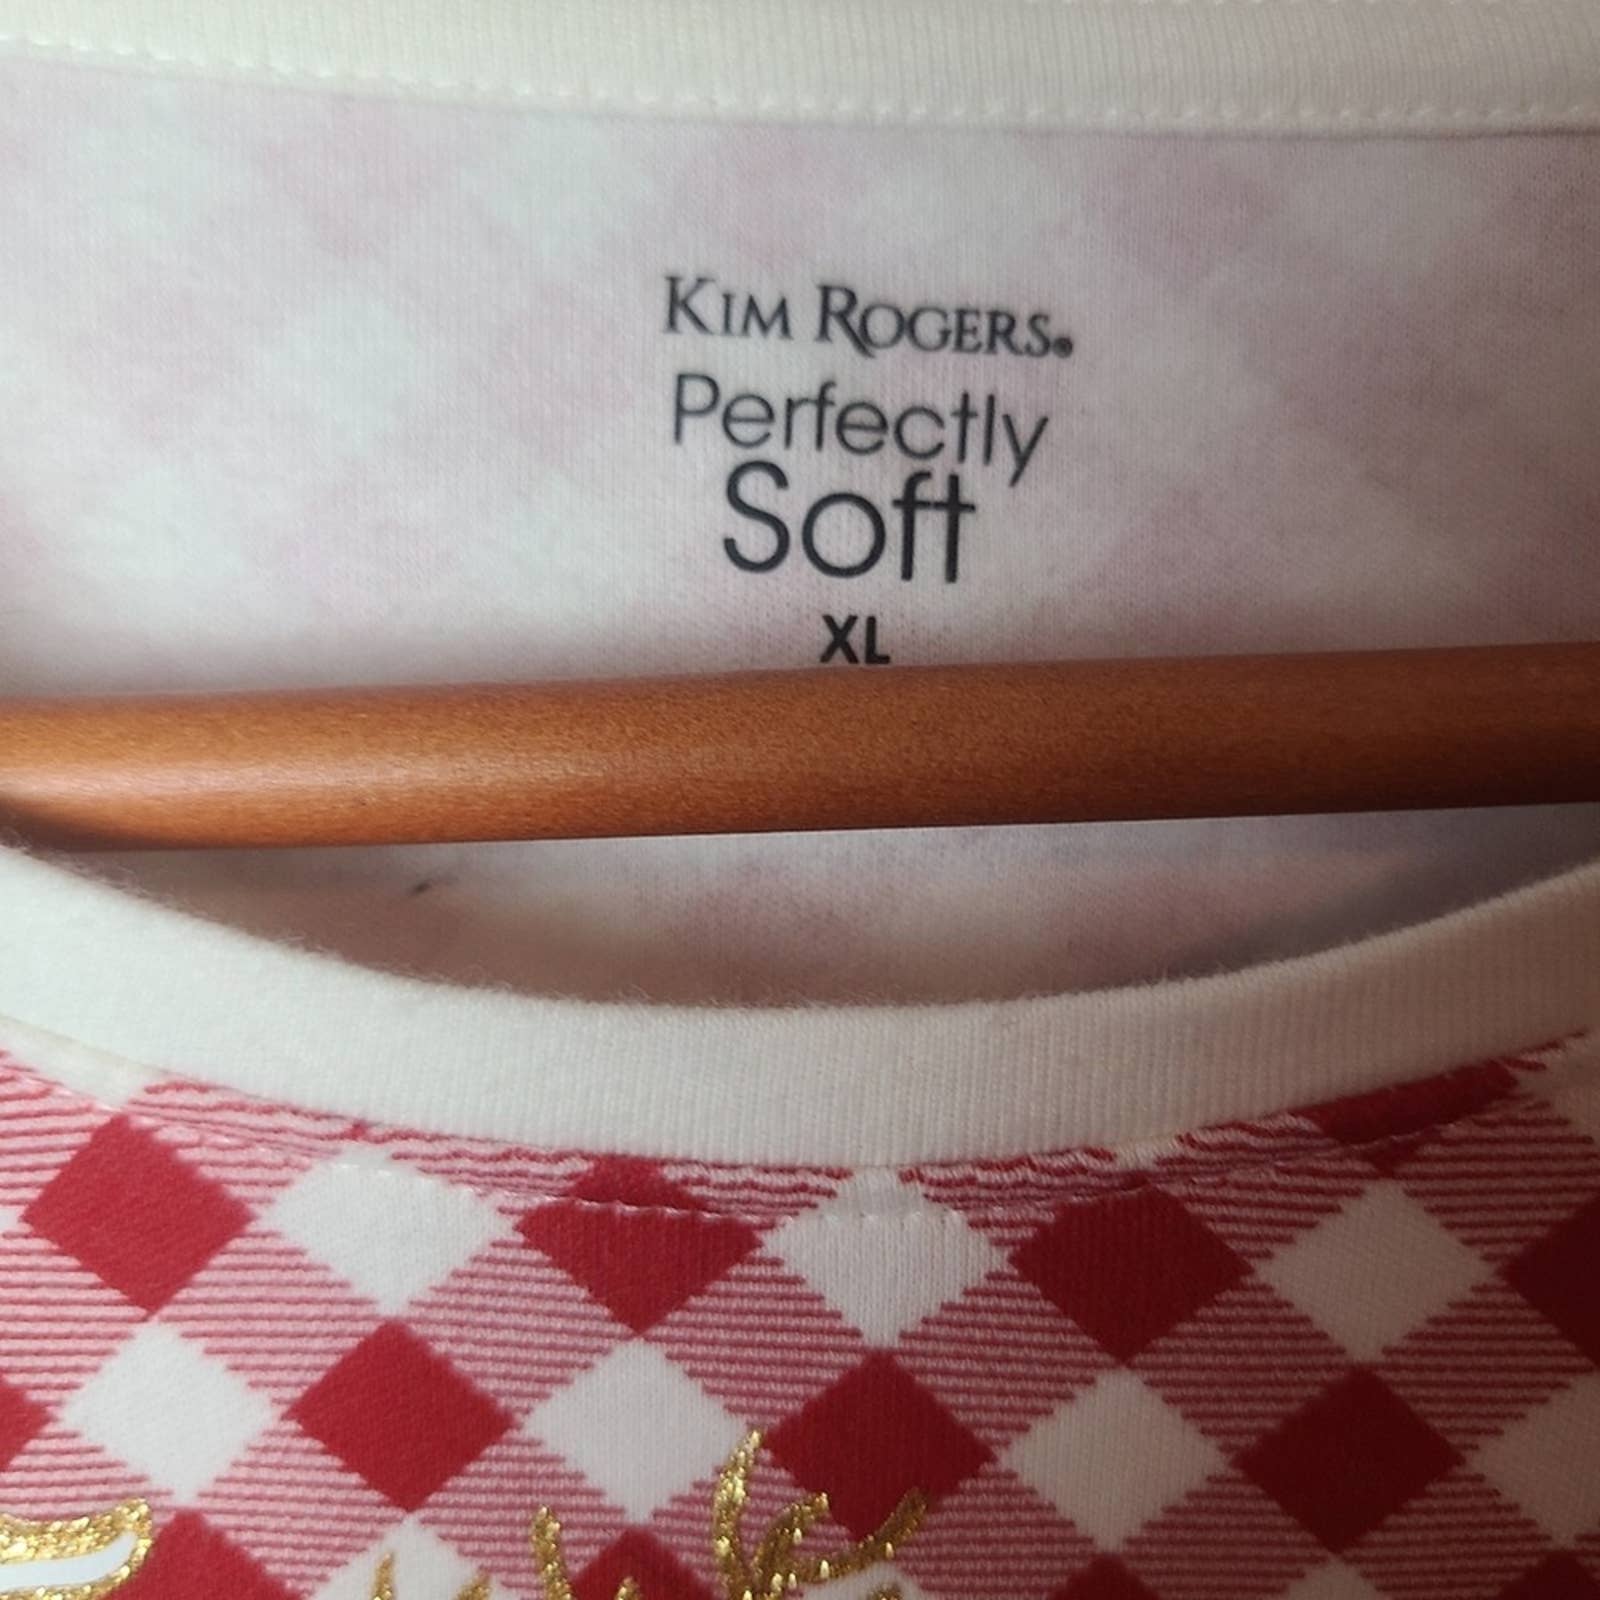 KIM ROGERS®
Perfectly
Soft
XL